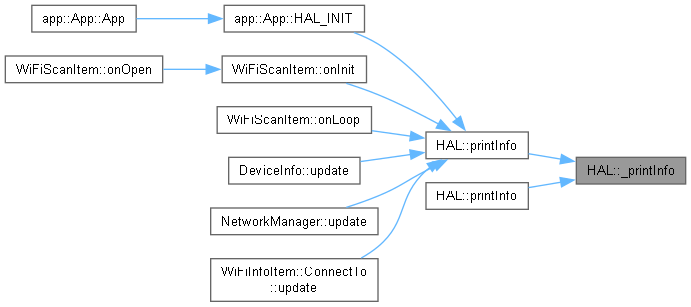 app::App::App
app::App::HAL_INIT
WiFiScanItem::onOpen
WiFiScanItem::onInit
WiFiScanItem::onLoop
HAL::printInfo
DeviceInfo::update
HAL::_printInfo
HAL::printInfo
NetworkManager::update
WiFiInfoItem::ConnectTo
::update